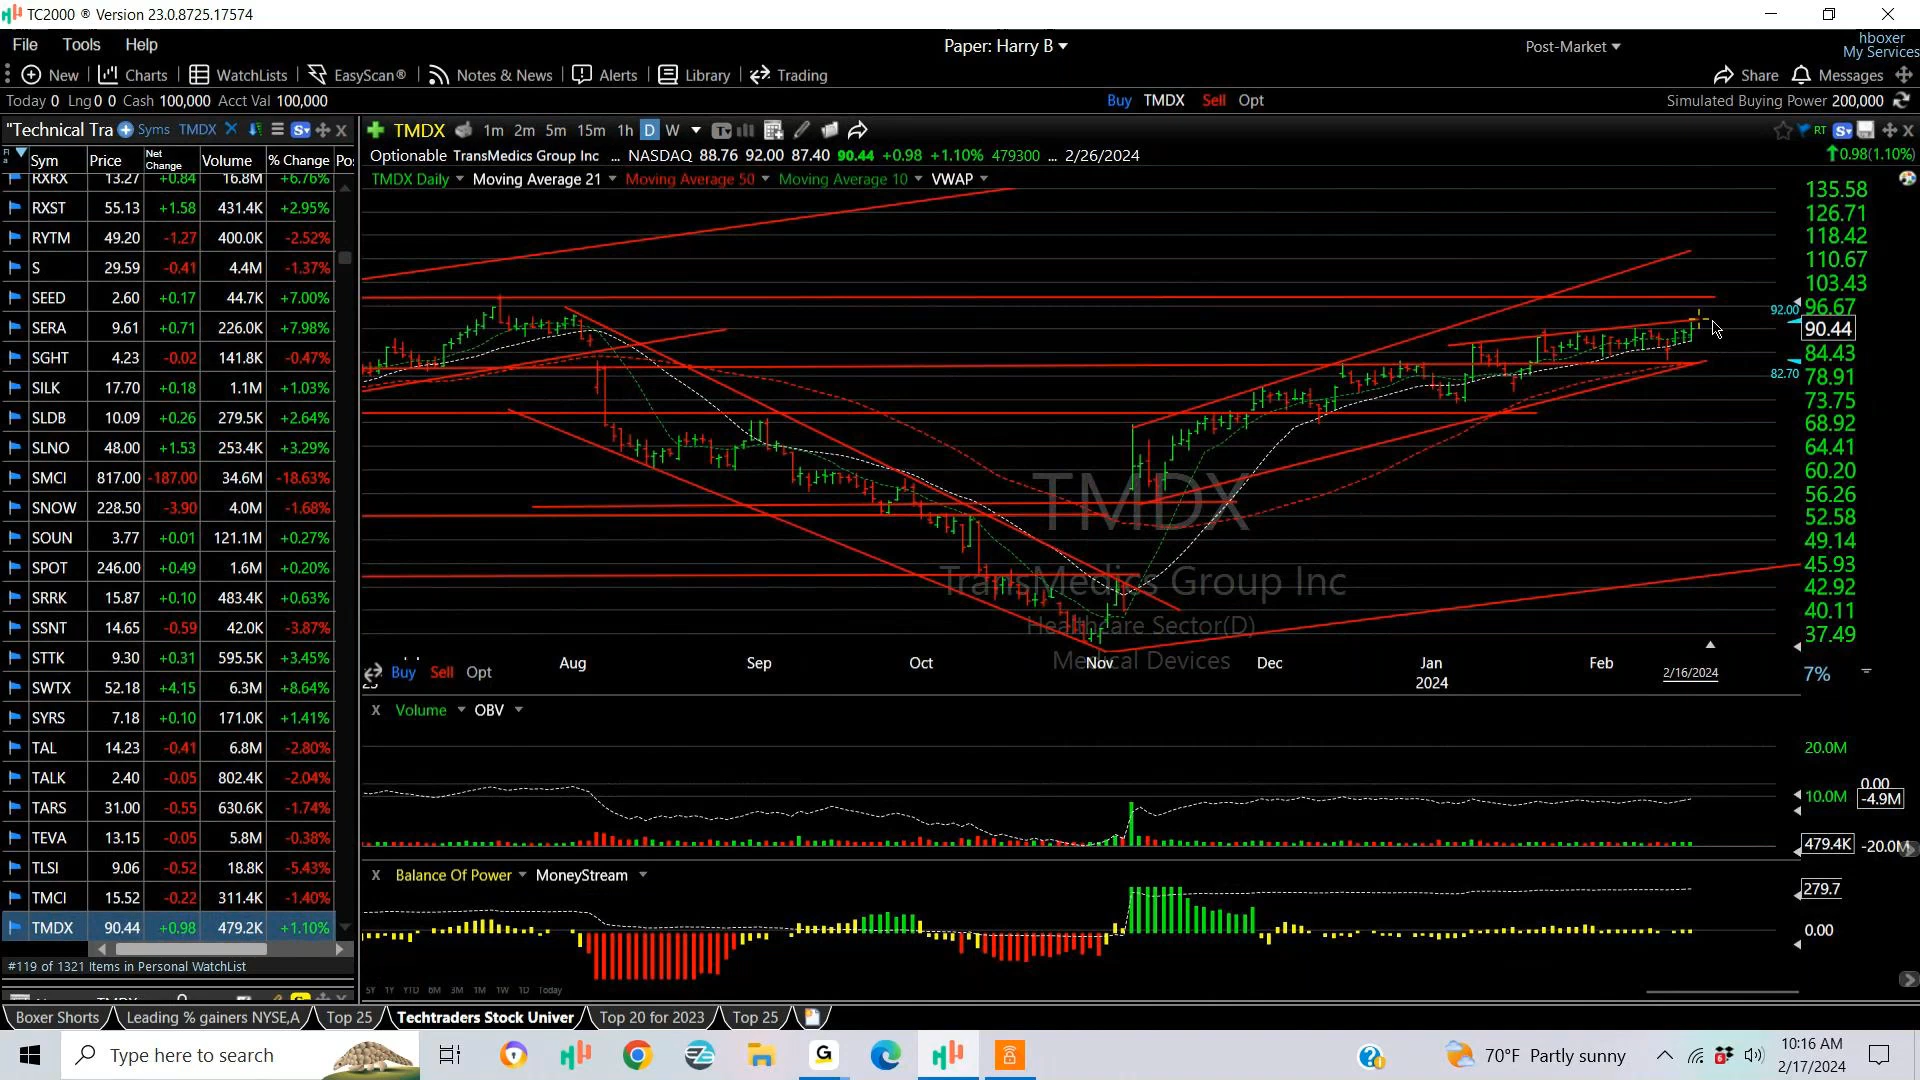 TC2000 ® Version 23.0.8725.17574
File Tools Help
Paper: Harry B
Post-Market
hboxer
My Services
New Charts WatchLists EasyScan® Notes & News Alerts Library Trading
Share Messages
Today 0 Lng 0 0 Cash 100,000 Acct Val 100,000
Buy TMDX Sell Opt
Simulated Buying Power 200,000
"Technical Tra Syms TMDX
TMDX 1m 2m 5m 15m 1h D W
RT
Sym Price Net Change Volume % Change Po
Optionable TransMedics Group Inc ... NASDAQ 88.76 92.00 87.40 90.44 +0.98 +1.10% 479300 ... 2/26/2024
0.98(1.10%)
TMDX Daily Moving Average 21 Moving Average 50 Moving Average 10 VWAP
RXRX 13.27 +0.84 16.8M +6.76%
RXST 55.13 +1.58 431.4K +2.95%
RYTM 49.20 -1.27 400.0K -2.52%
S 29.59 -0.41 4.4M -1.37%
SEED 2.60 +0.17 44.7K +7.00%
SERA 9.61 +0.71 226.0K +7.98%
SGHT 4.23 -0.02 141.8K -0.47%
SILK 17.70 +0.18 1.1M +1.03%
SLDB 10.09 +0.26 279.5K +2.64%
SLNO 48.00 +1.53 253.4K +3.29%
SMCI 817.00 -187.00 34.6M -18.63%
SNOW 228.50 -3.90 4.0M -1.68%
SOUN 3.77 +0.01 121.1M +0.27%
SPOT 246.00 +0.49 1.6M +0.20%
SRRK 15.87 +0.10 483.4K +0.63%
SSNT 14.65 -0.59 42.0K -3.87%
STTK 9.30 +0.31 595.5K +3.45%
SWTX 52.18 +4.15 6.3M +8.64%
SYRS 7.18 +0.10 171.0K +1.41%
TAL 14.23 -0.41 6.8M -2.80%
TALK 2.40 -0.05 802.4K -2.04%
TARS 31.00 -0.55 630.6K -1.74%
TEVA 13.15 -0.05 5.8M -0.38%
TLSI 9.06 -0.52 18.8K -5.43%
TMCI 15.52 -0.22 311.4K -1.40%
TMDX 90.44 +0.98 479.2K +1.10%
#119 of 1321 Items in Personal WatchList
135.58
126.71
118.42
110.67
103.43
96.67
92.00
90.44
84.43
82.70
78.91
73.75
68.92
64.41
60.20
56.26
52.58
49.14
45.93
42.92
40.11
37.49
7%
TMDX
TransMedics Group Inc
Healthcare Sector(D)
Medical Devices
Aug Sep Oct Nov Dec Jan Feb
2024
2/16/2024
Buy Sell Opt
Volume OBV
20.0M
0.00
10.0M
-4.9M
479.4K
-20.0M
Balance Of Power MoneyStream
279.7
0.00
5Y 1Y YTD 6M 3M 1M 1W 1D Today
Boxer Shorts Leading % gainers NYSE,A Top 25 Techtraders Stock Univer Top 20 for 2023 Top 25
Type here to search
70°F Partly sunny
10:16 AM
2/17/2024